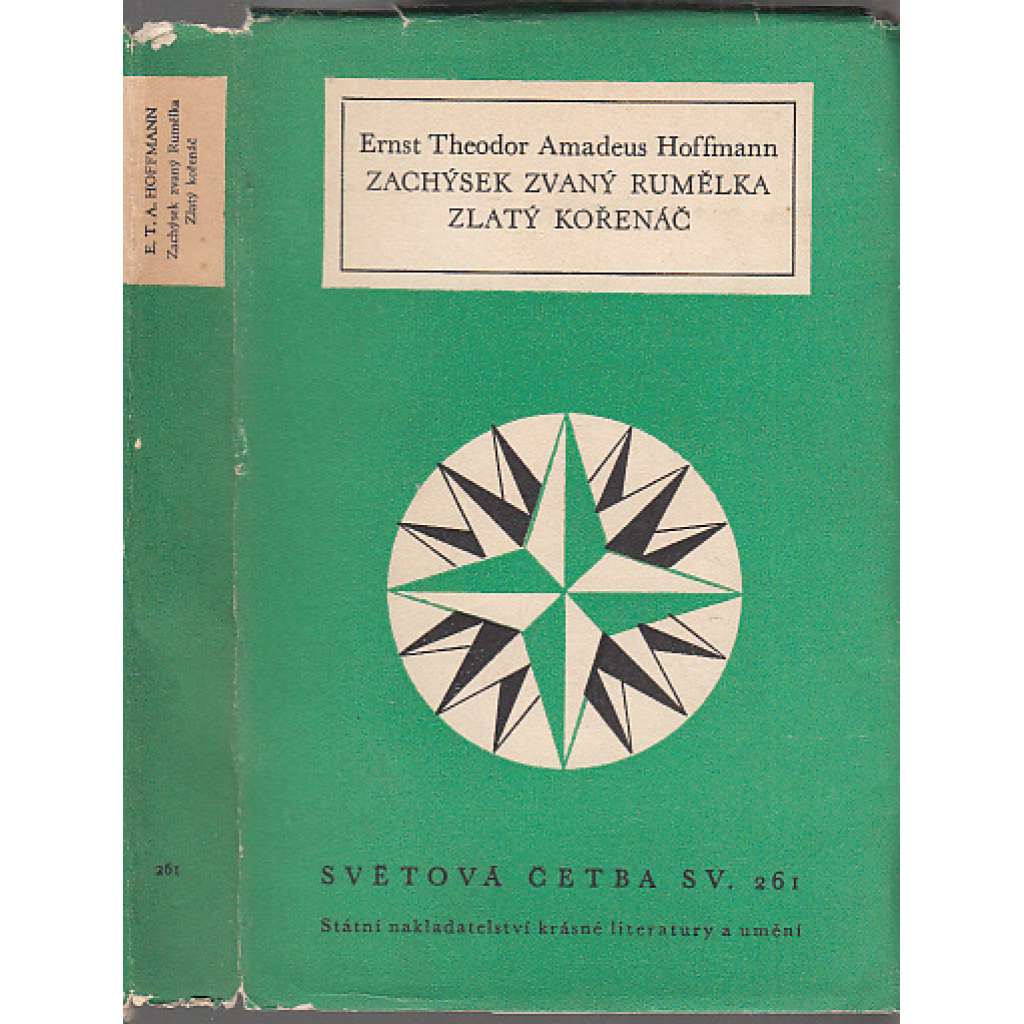 E. T. A. HOFFMANN
Zachýsek zvaný Rumělka
Zlatý kořenáč
261
Ernst Theodor Amadeus Hoffmann
ZACHÝSEK ZVANÝ RUMĚLKA
ZLATÝ KOŘENÁČ
SVĚTOVÁ ČETBA SV. 261
Státní nakladatelství krásné literatury a umění